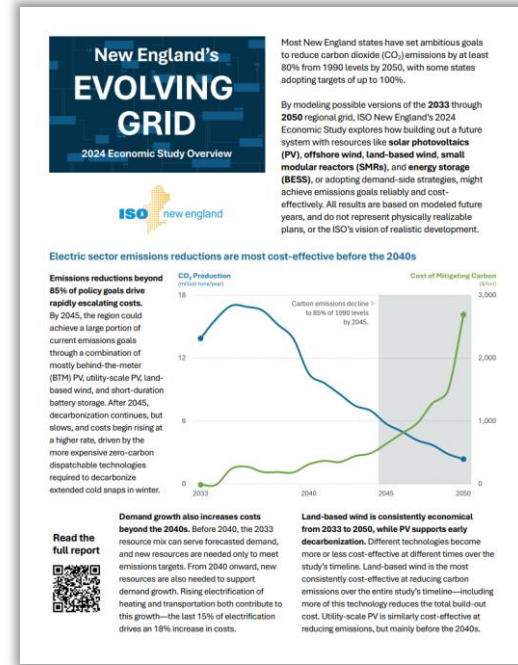 New England's
EVOLVING
GRID
2024 Economic Study Overview
ISO new england
Most New England states have set ambitious goals
to reduce carbon dioxide (CO₂) emissions by at least
80% from 1990 levels by 2050, with some states
adopting targets of up to 100%.
By modeling possible versions of the 2033 through
2050 regional grid, ISO New England's 2024
Economic Study explores how building out a future
system with resources like solar photovoltaics
(PV), offshore wind, land-based wind, small
modular reactors (SMRs), and energy storage
(BESS), or adopting demand-side strategies, might
achieve emissions goals reliably and cost-
effectively. All results are based on modeled future
years, and do not represent physically realizable
plans, or the ISO's vision of realistic development.
Electric sector emissions reductions are most cost-effective before the 2040s
Emissions reductions beyond
85% of policy goals drive
rapidly escalating costs.
By 2045, the region could
achieve a large portion of
current emissions goals
through a combination of
mostly behind-the-meter
(BTM) PV, utility-scale PV, land-
based wind, and short-duration
battery storage. After 2045,
decarbonization continues, but
slows, and costs begin rising at
a higher rate, driven by the
more expensive zero-carbon
dispatchable technologies
required to decarbonize
extended cold snaps in winter.
CO₂ Production
(million tons/year)
Cost of Mitigating Carbon
($/ton)
18
12
6
0
3,000
2,000
1,000
0
Carbon emissions decline
to 85% of 1990 levels
by 2045.
2033
2040
2045
2050
Read the
full report
Demand growth also increases costs
beyond the 2040s. Before 2040, the 2033
resource mix can serve forecasted demand,
and new resources are needed only to meet
emissions targets. From 2040 onward, new
resources are also needed to support
demand growth. Rising electrification of
heating and transportation both contribute to
this growth—the last 15% of electrification
drives an 18% increase in costs.
Land-based wind is consistently economical
from 2033 to 2050, while PV supports early
decarbonization. Different technologies become
more or less cost-effective at different times over the
study's timeline. Land-based wind is the most
consistently cost-effective at reducing carbon
emissions over the entire study's timeline—including
more of this technology reduces the total build-out
cost. Utility-scale PV is similarly cost-effective at
reducing emissions, but mainly before the 2040s.